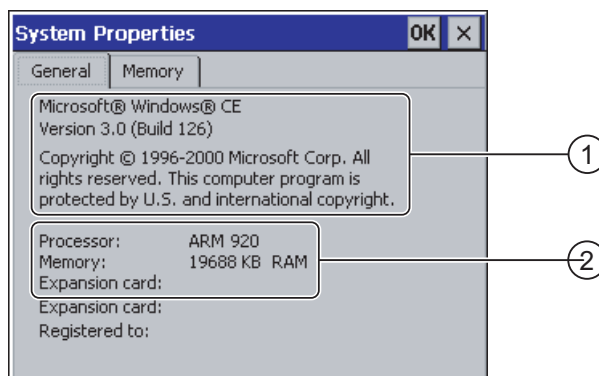 System Properties OK ×
General Memory
Microsoft® Windows® CE
Version 3.0 (Build 126)
Copyright © 1996-2000 Microsoft Corp. All
rights reserved. This computer program is
protected by U.S. and international copyright.
1
Processor: ARM 920
Memory: 19688 KB RAM
Expansion card:
2
Expansion card:
Registered to: